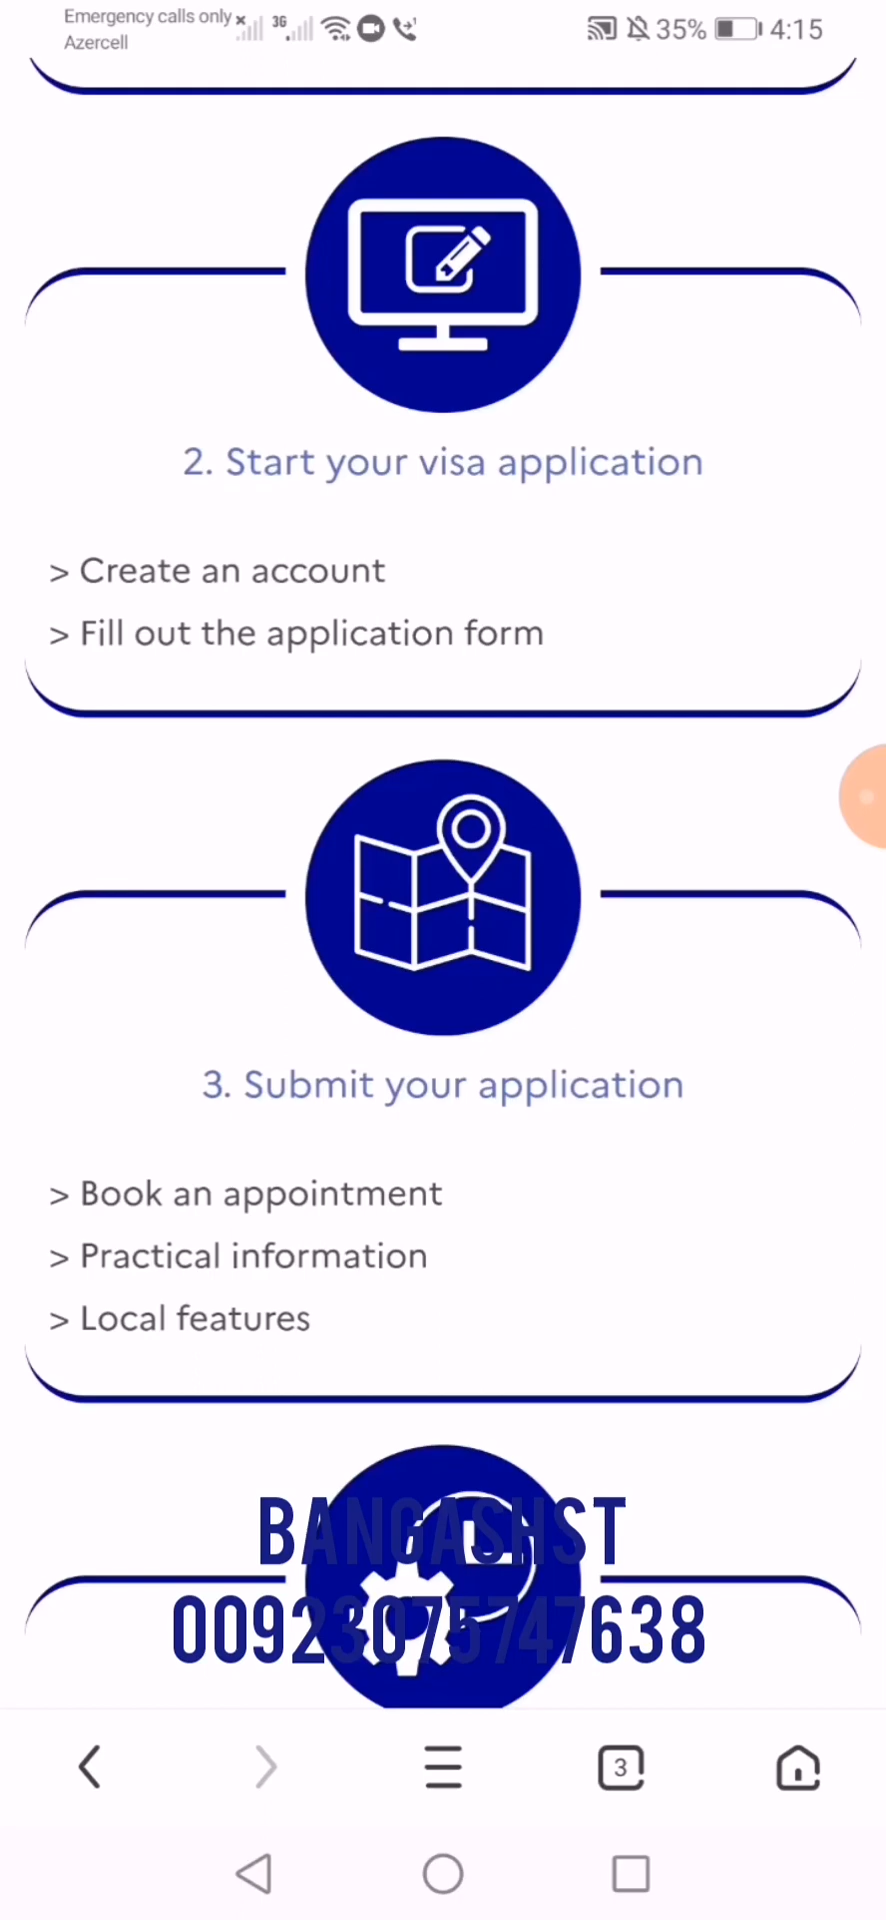 Emergency calls only
3G
35%
4:15
Azercell
2. Start your visa application
> Create an account
> Fill out the application form
3. Submit your application
> Book an appointment
> Practical information
> Local features
BANGASHST
00923075747638
3